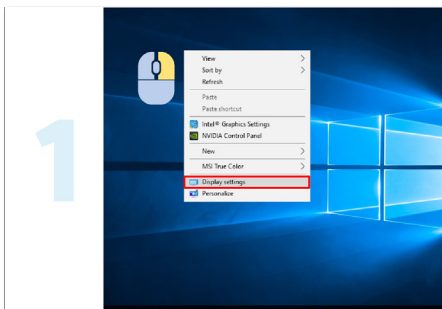 1
View
Sort by
Refresh
Paste
Paste shortcut
Intel® Graphics Settings
NVIDIA Control Panel
New
MSI True Color
Display settings
Personalize